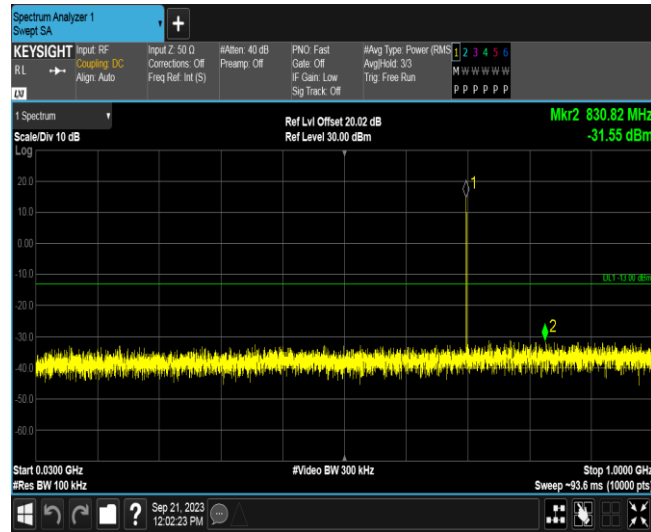 Spectrum Analyzer 1
Swept SA
+
KEYSIGHT
RL
LXI
Input: RF
Coupling: DC
Align: Auto
Input Z: 50 Ω
Corrections: Off
Freq Ref: Int (S)
#Atten: 40 dB
Preamp: Off
PNO: Fast
Gate: Off
IF Gain: Low
Sig Track: Off
#Avg Type: Power (RMS
Avg|Hold: 3/3
Trig: Free Run
1 2 3 4 5 6
M W W W W W
P P P P P P
1 Spectrum
Scale/Div 10 dB
Log
Ref Lvl Offset 20.02 dB
Ref Level 30.00 dBm
Mkr2 830.82 MHz
-31.55 dBm
20.0
10.0
0.00
-10.0
-20.0
-30.0
-40.0
-50.0
-60.0
1
DL1 -13.00 dBm
2
Start 0.0300 GHz
#Res BW 100 kHz
#Video BW 300 kHz
Stop 1.0000 GHz
Sweep ~93.6 ms (10000 pts)
?
Sep 21, 2023
12:02:23 PM